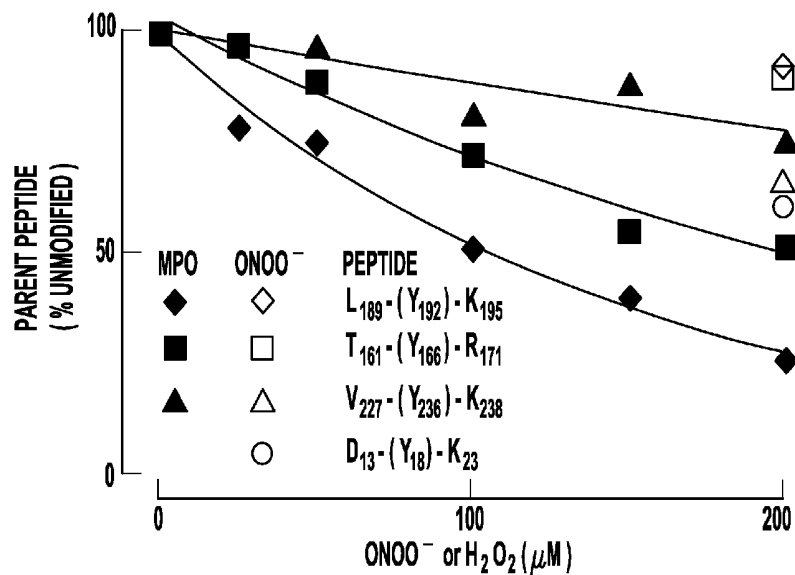 100
50
0
PARENT PEPTIDE
( % UNMODIFIED)
MPO ONOO⁻ PEPTIDE
L₁₈₉-(Y₁₉₂)-K₁₉₅
T₁₆₁-(Y₁₆₆)-R₁₇₁
V₂₂₇-(Y₂₃₆)-K₂₃₈
D₁₃-(Y₁₈)-K₂₃
0 100 200
ONOO⁻ or H₂O₂ (μM)